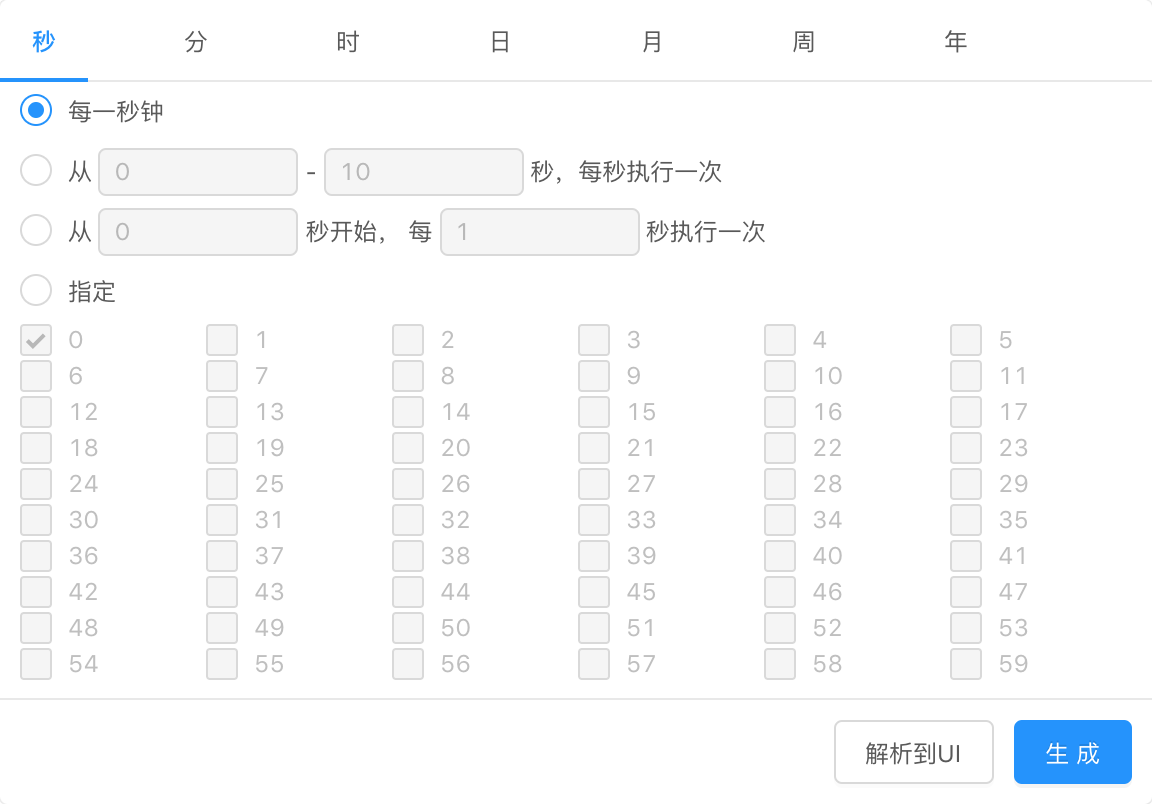 秒 分 时 日 月 周 年
每一秒钟
从 0 - 10 秒，每秒执行一次
从 0 秒开始， 每 1 秒执行一次
指定
0 1 2 3 4 5
6 7 8 9 10 11
12 13 14 15 16 17
18 19 20 21 22 23
24 25 26 27 28 29
30 31 32 33 34 35
36 37 38 39 40 41
42 43 44 45 46 47
48 49 50 51 52 53
54 55 56 57 58 59
解析到UI 生 成